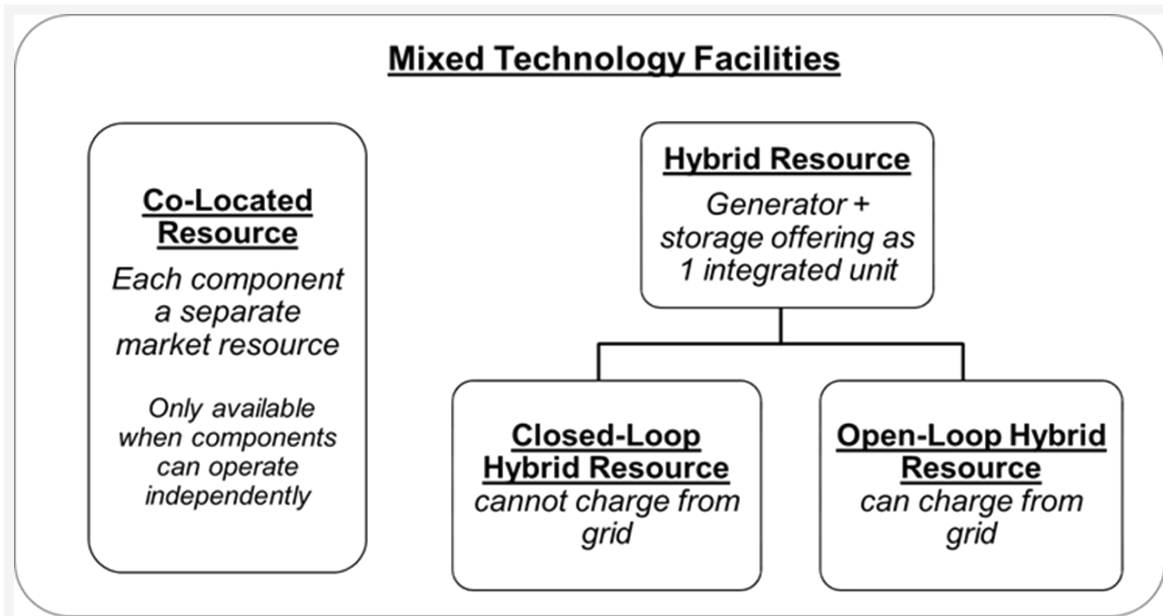 Mixed Technology Facilities
Co-Located
Resource
Each component
a separate
market resource
Only available
when components
can operate
independently
Hybrid Resource
Generator +
storage offering as
1 integrated unit
Closed-Loop
Hybrid Resource
cannot charge from
grid
Open-Loop Hybrid
Resource
can charge from
grid